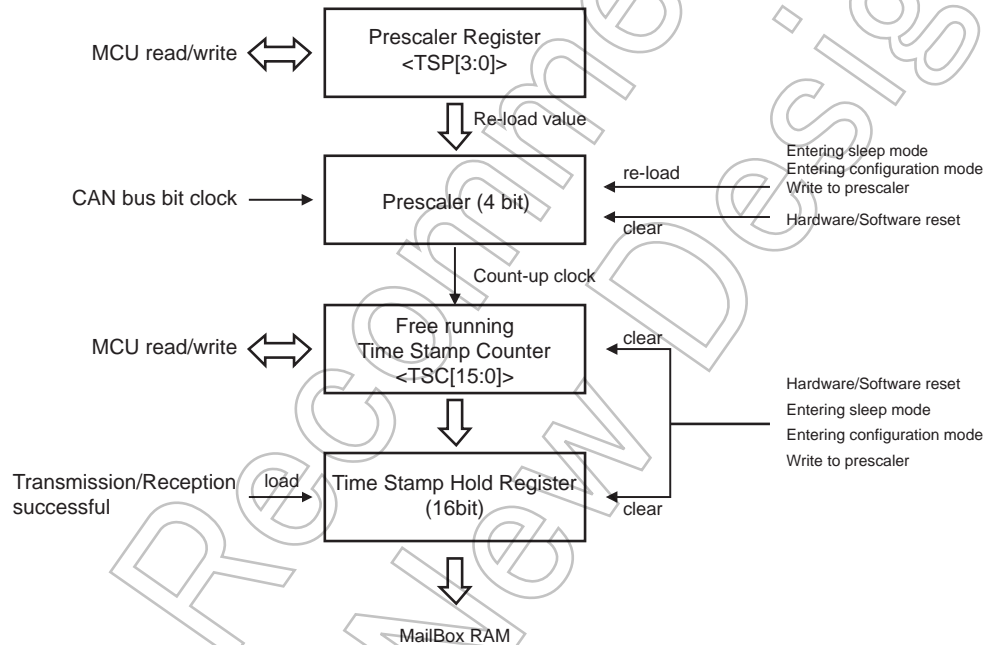 Prescaler Register
<TSP[3:0]>
MCU read/write
Re-load value
Entering sleep mode
Entering configuration mode
Write to prescaler
re-load
CAN bus bit clock
Prescaler (4 bit)
Hardware/Software reset
clear
Count-up clock
Free running
Time Stamp Counter
<TSC[15:0]>
MCU read/write
clear
Hardware/Software reset
Entering sleep mode
Entering configuration mode
Write to prescaler
Transmission/Reception
successful
load
Time Stamp Hold Register
(16bit)
clear
MailBox RAM
Recomme
New Desig